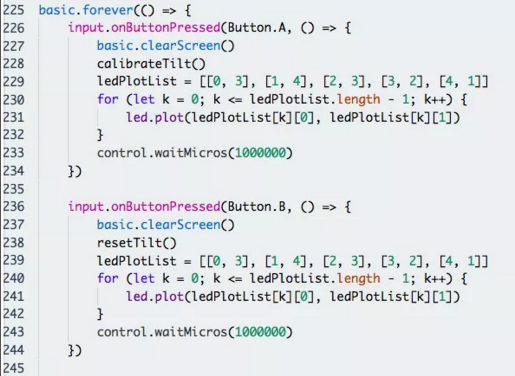 225 basic.forever(() => {
226     input.onButtonPressed(Button.A, () => {
227         basic.clearScreen()
228         calibrateTilt()
229         ledPlotList = [[0, 3], [1, 4], [2, 3], [3, 2], [4, 1]]
230         for (let k = 0; k <= ledPlotList.length - 1; k++) {
231             led.plot(ledPlotList[k][0], ledPlotList[k][1])
232         }
233         control.waitMicros(1000000)
234     })
235
236     input.onButtonPressed(Button.B, () => {
237         basic.clearScreen()
238         resetTilt()
239         ledPlotList = [[0, 3], [1, 4], [2, 3], [3, 2], [4, 1]]
240         for (let k = 0; k <= ledPlotList.length - 1; k++) {
241             led.plot(ledPlotList[k][0], ledPlotList[k][1])
242         }
243         control.waitMicros(1000000)
244     })
245